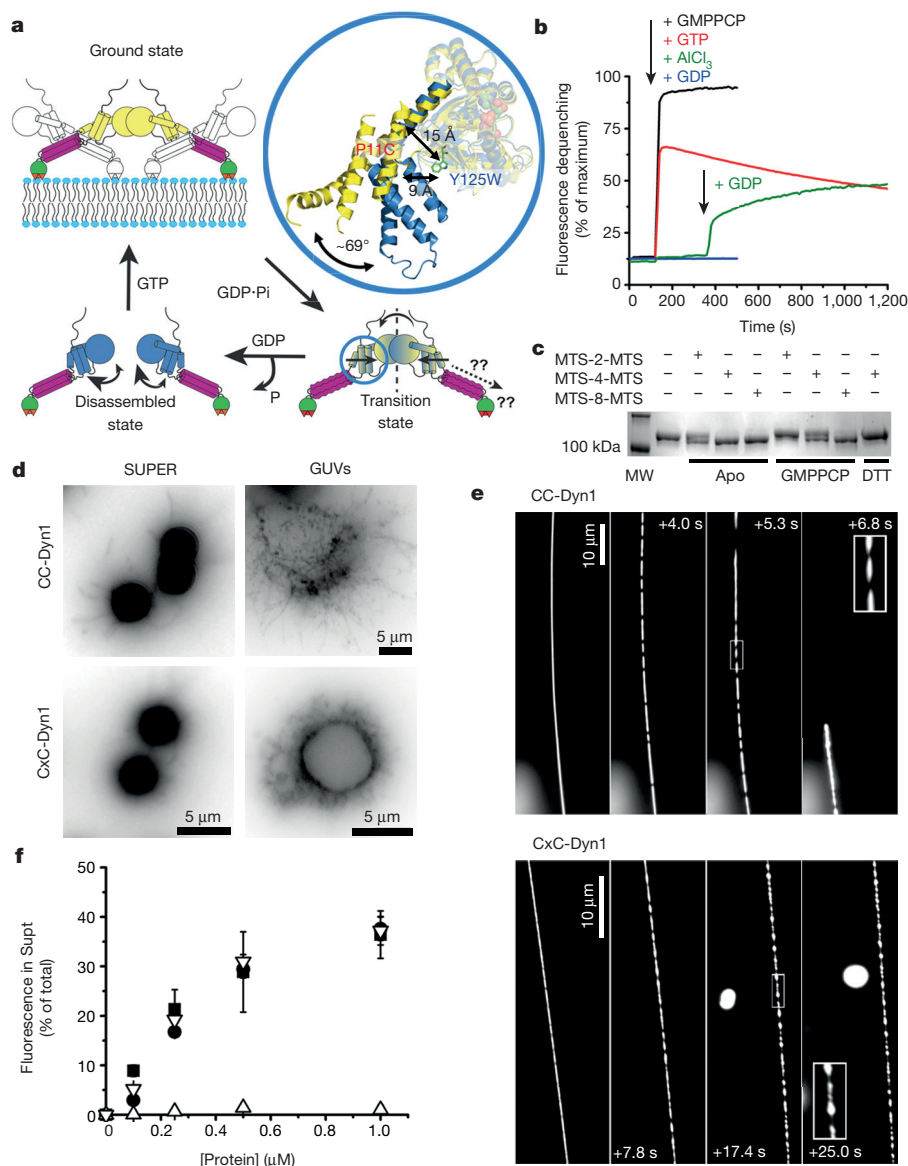 a
Ground state
P11C
15 Å
9 Å
Y125W
~69°
GTP
GDP·Pi
GDP
P
??
??
Disassembled
state
Transition
state
b
+ GMPPCP
+ GTP
+ AlCl3
+ GDP
Fluorescence dequenching
(% of maximum)
100
75
50
25
0
+ GDP
0 200 400 600 800 1,000 1,200
Time (s)
c
MTS-2-MTS – + – – + – – –
MTS-4-MTS – – + – – + – +
MTS-8-MTS – – – + – – + –
100 kDa
MW Apo GMPPCP DTT
d
SUPER GUVs
CC-Dyn1
5 μm
CxC-Dyn1
5 μm 5 μm
e
CC-Dyn1
10 μm
+4.0 s +5.3 s +6.8 s
CxC-Dyn1
10 μm
+7.8 s +17.4 s +25.0 s
f
Fluorescence in Supt
(% of total)
50
40
30
20
10
0
0 0.2 0.4 0.6 0.8 1.0
[Protein] (μM)